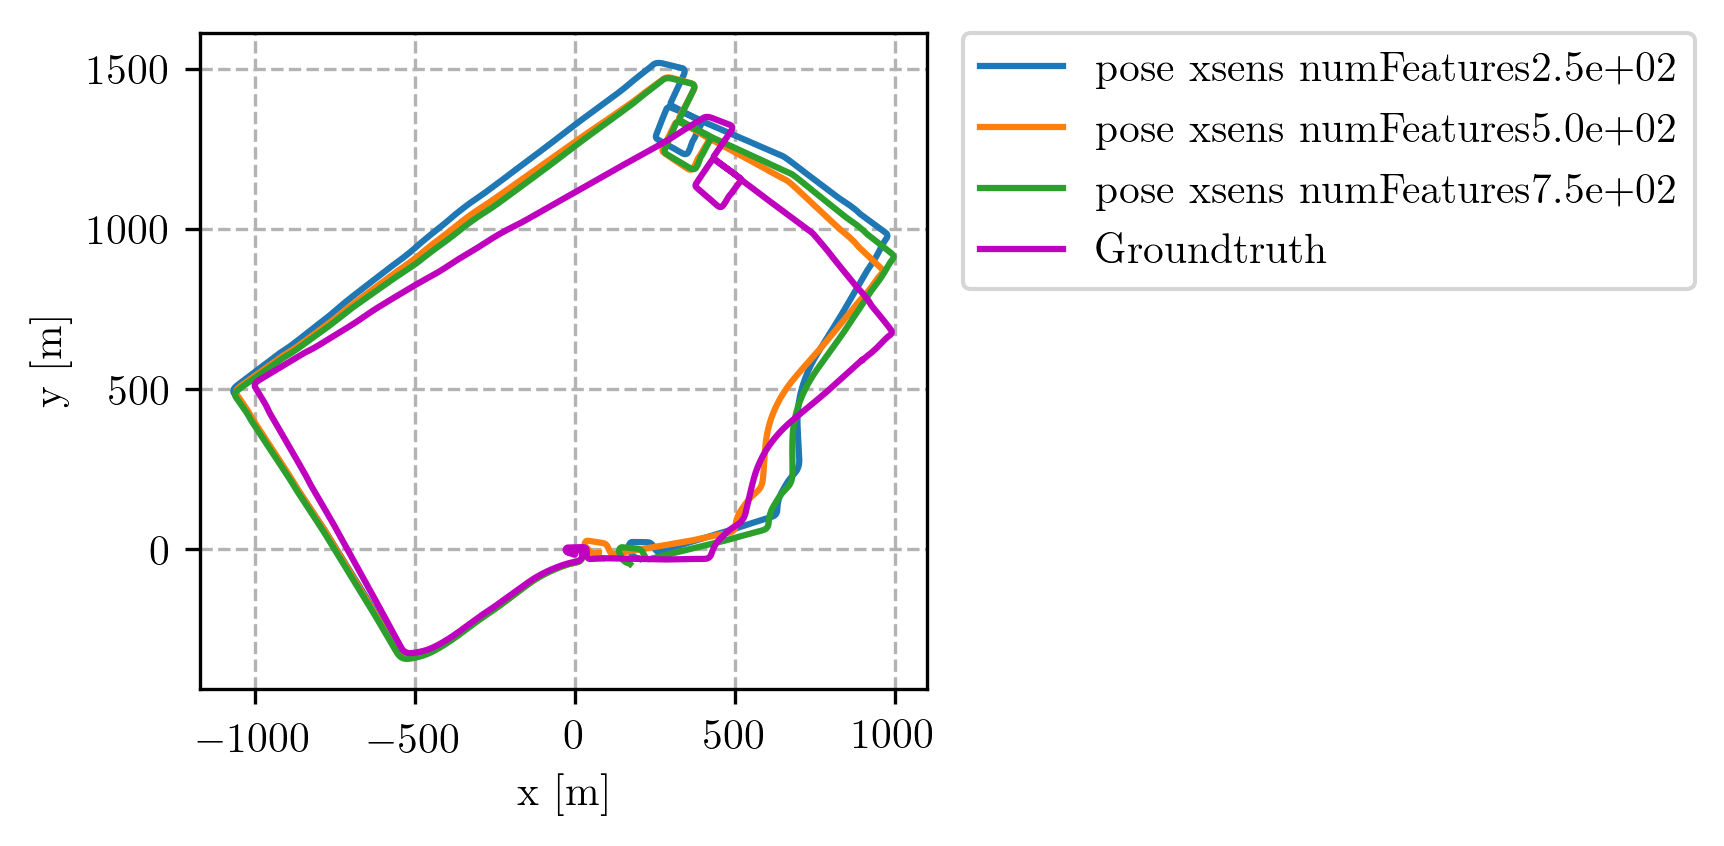 1500
1000
500
0
y [m]
−1000
−500
0
500
1000
x [m]
pose xsens numFeatures2.5e+02
pose xsens numFeatures5.0e+02
pose xsens numFeatures7.5e+02
Groundtruth